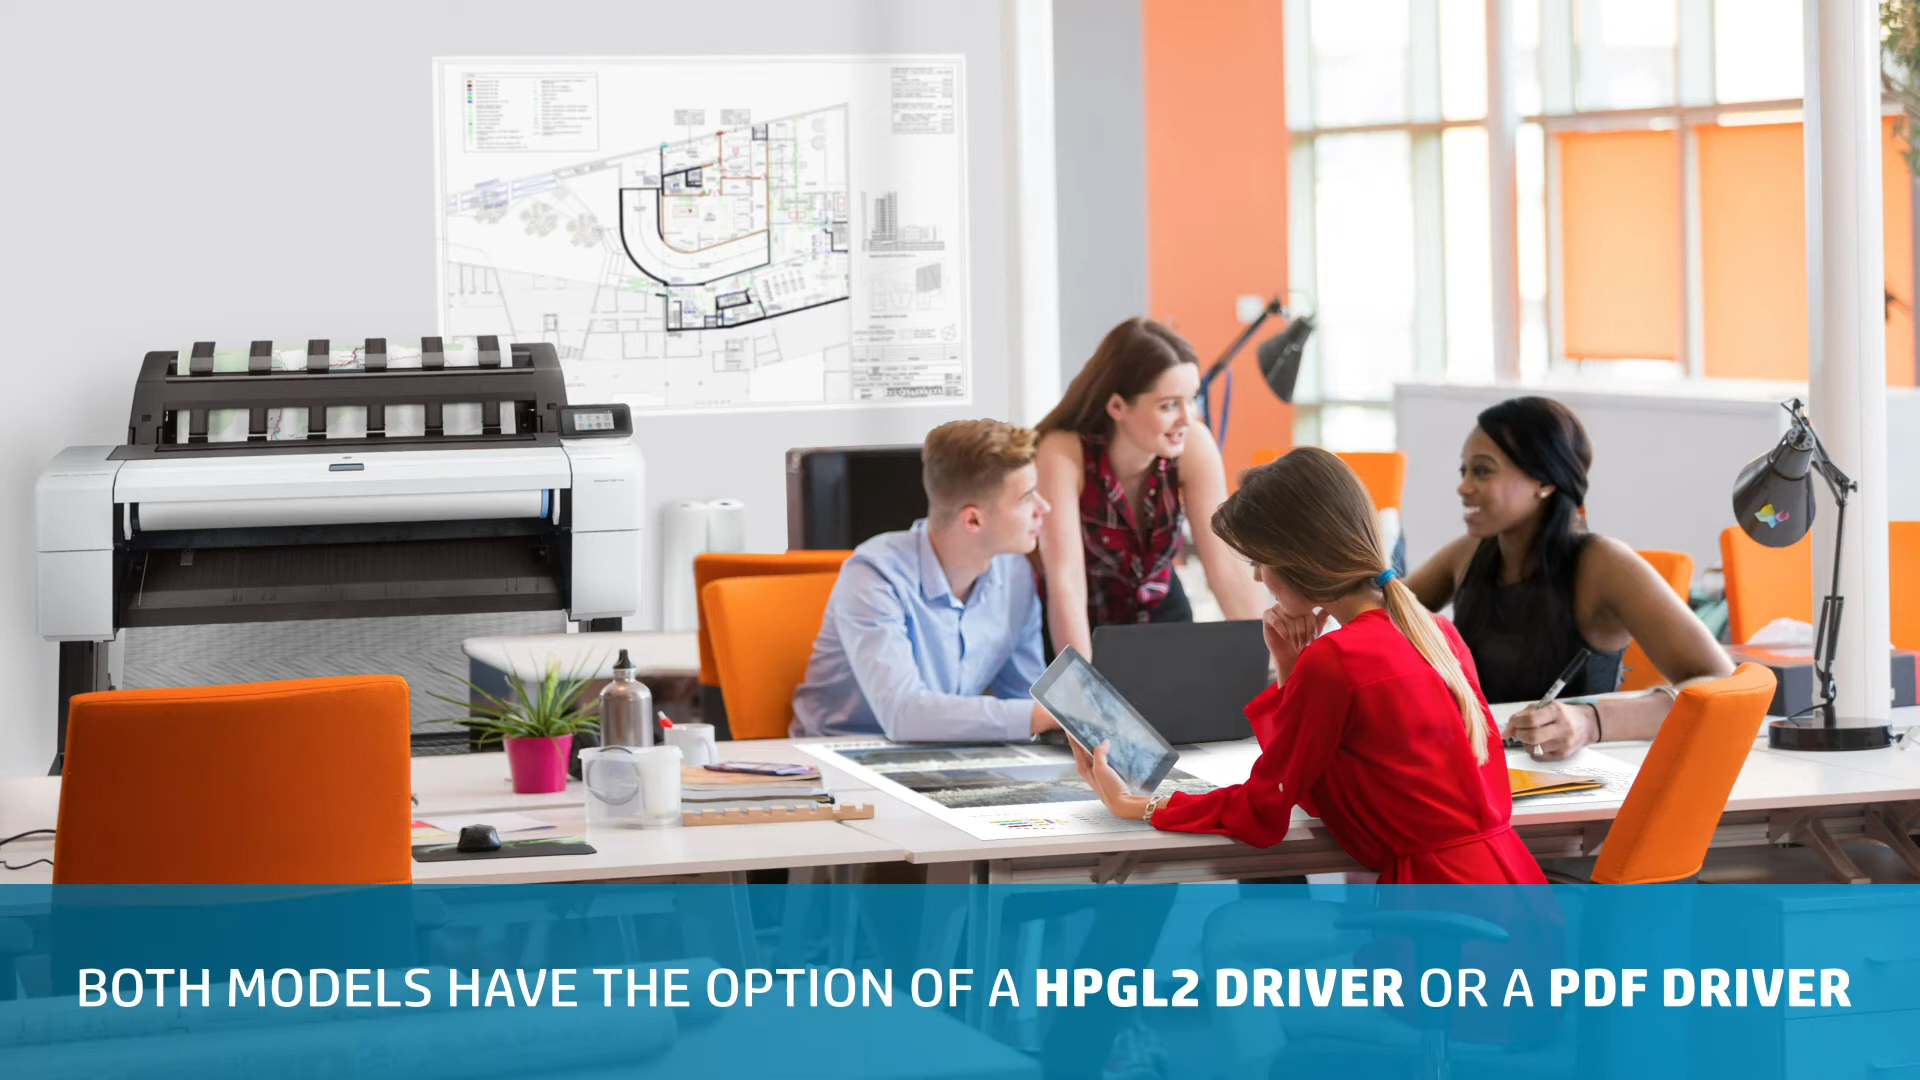 BOTH MODELS HAVE THE OPTION OF A HPGL2 DRIVER OR A PDF DRIVER